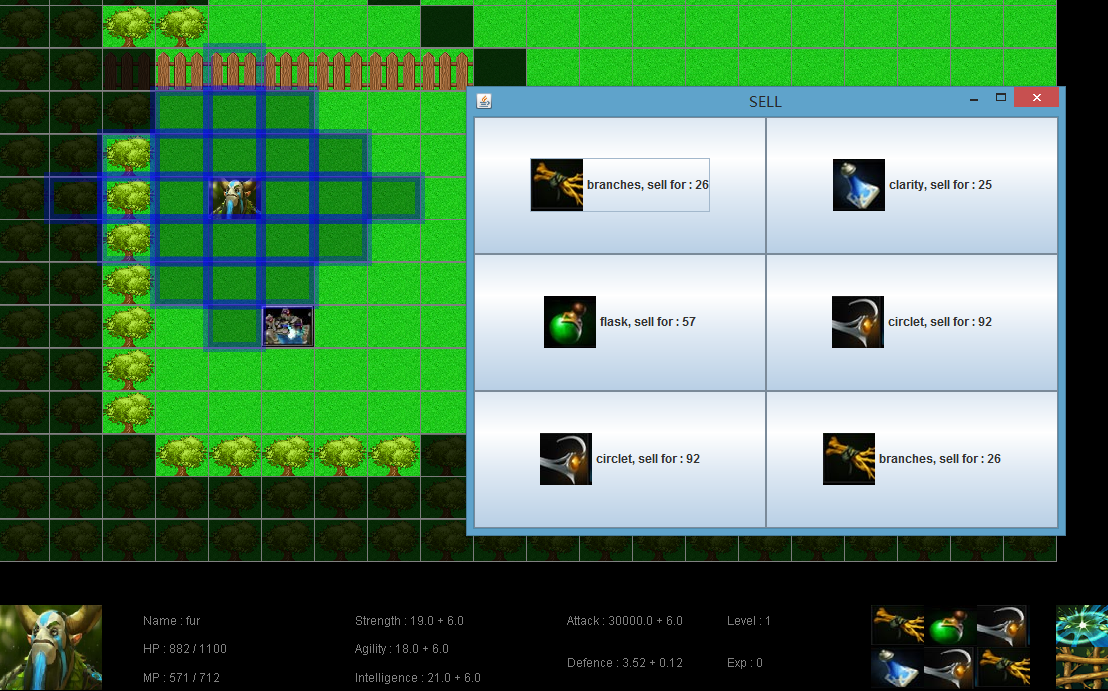 SELL
branches, sell for : 26
clarity, sell for : 25
flask, sell for : 57
circlet, sell for : 92
circlet, sell for : 92
branches, sell for : 26
Name : fur
Strength : 19.0 + 6.0
Attack : 30000.0 + 6.0
Level : 1
HP : 882 / 1100
Agility : 18.0 + 6.0
Defence : 3.52 + 0.12
Exp : 0
MP : 571 / 712
Intelligence : 21.0 + 6.0